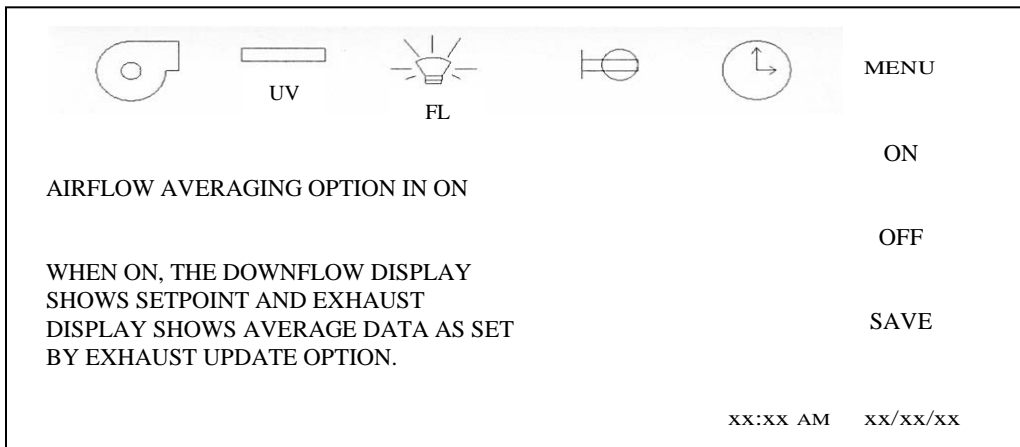 UV
FL
MENU
ON
AIRFLOW AVERAGING OPTION IN ON
OFF
WHEN ON, THE DOWNFLOW DISPLAY
SHOWS SETPOINT AND EXHAUST
DISPLAY SHOWS AVERAGE DATA AS SET
BY EXHAUST UPDATE OPTION.
SAVE
xx:xx AM xx/xx/xx